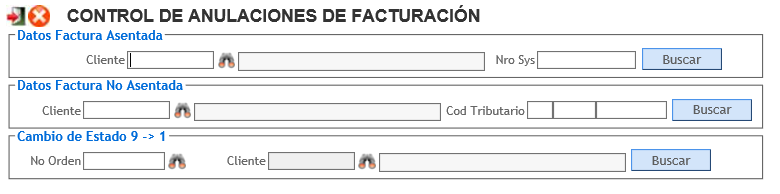 CONTROL DE ANULACIONES DE FACTURACIÓN
Datos Factura Asentada
Cliente Nro Sys Buscar
Datos Factura No Asentada
Cliente Cod Tributario Buscar
Cambio de Estado 9 -> 1
No Orden Cliente Buscar